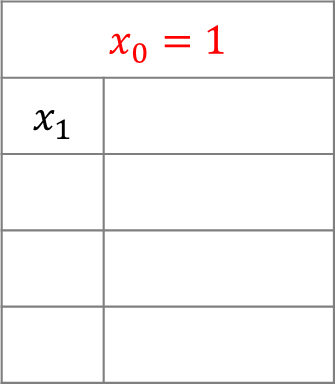 x₀ = 1
x₁